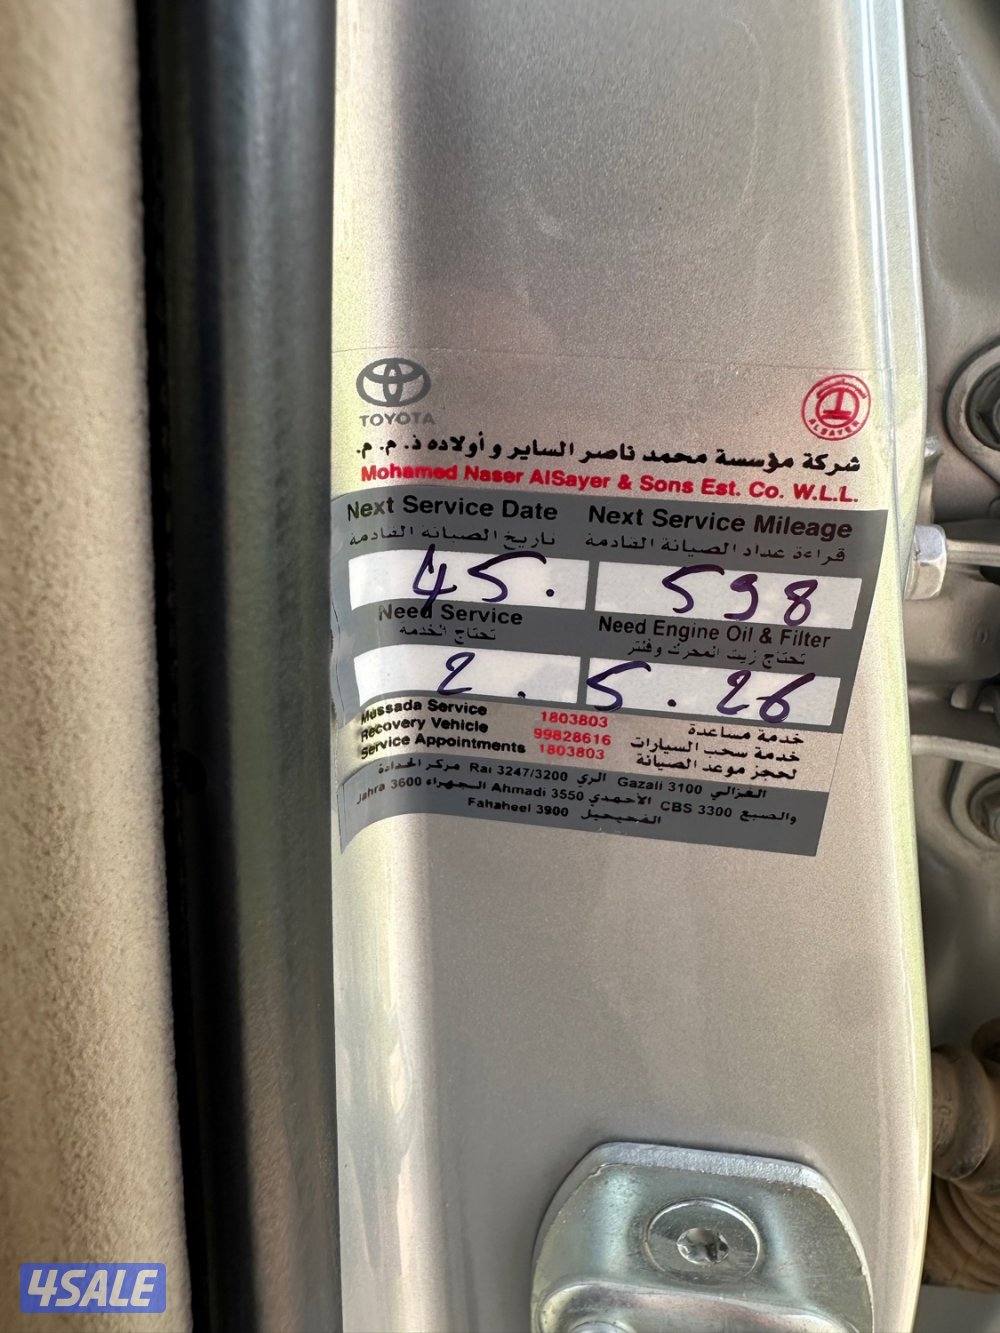 TOYOTA
ALSAYER
شركة مؤسسة محمد ناصر الساير و أولاده ذ. م. م.
Mohamed Naser AlSayer & Sons Est. Co. W.L.L.
Next Service Date Next Service Mileage
تاريخ الصيانة القادمة قراءة عداد الصيانة القادمة
45. 598
Need Service Need Engine Oil & Filter
تحتاج الخدمة تحتاج زيت المحرك وفلتر
2. 5.26
Mussada Service 1803803 خدمة مساعدة
Recovery Vehicle 99828616 خدمة سحب السيارات
Service Appointments 1803803 لحجز موعد الصيانة
الغزالي Gazali 3100 الري Rai 3247/3200 مركز الحدادة
والصبغ CBS 3300 الأحمدي Ahmadi 3550 الجهراء Jahra 3600
الفحيحيل Fahaheel 3900
4SALE